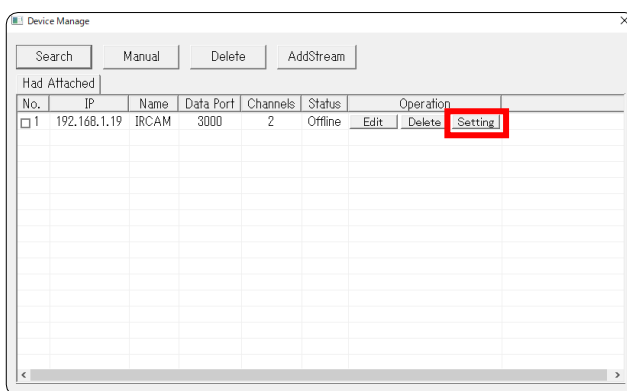 Device Manage
Search Manual Delete AddStream
Had Attached
No. IP Name Data Port Channels Status Operation
1 192.168.1.19 IRCAM 3000 2 Offline Edit Delete Setting